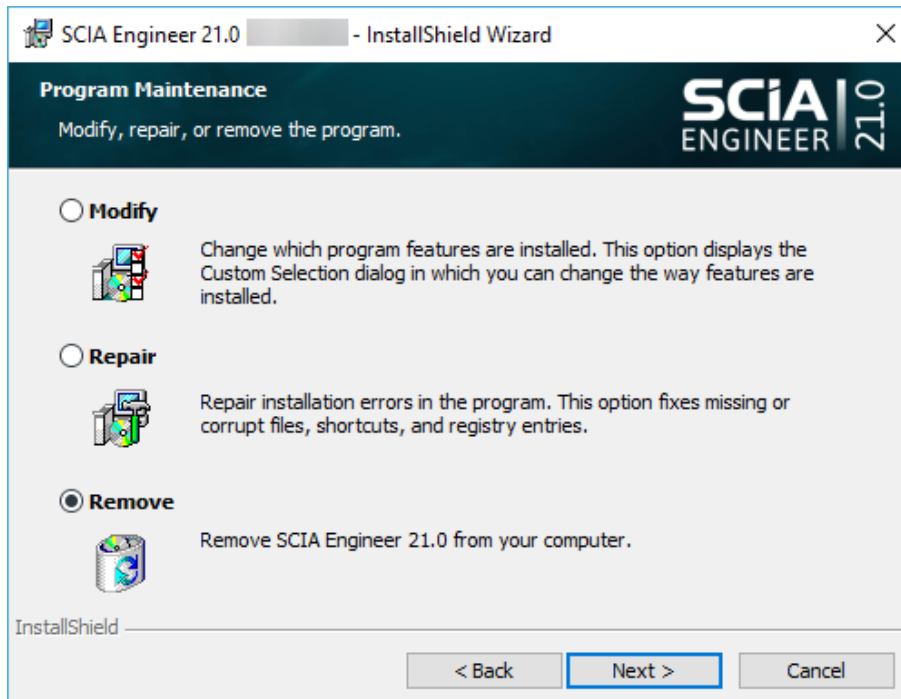 SCIA Engineer 21.0 - InstallShield Wizard
Program Maintenance
Modify, repair, or remove the program.
SCiA
ENGINEER
21.0
Modify
Change which program features are installed. This option displays the
Custom Selection dialog in which you can change the way features are
installed.
Repair
Repair installation errors in the program. This option fixes missing or
corrupt files, shortcuts, and registry entries.
Remove
Remove SCIA Engineer 21.0 from your computer.
InstallShield
< Back Next > Cancel